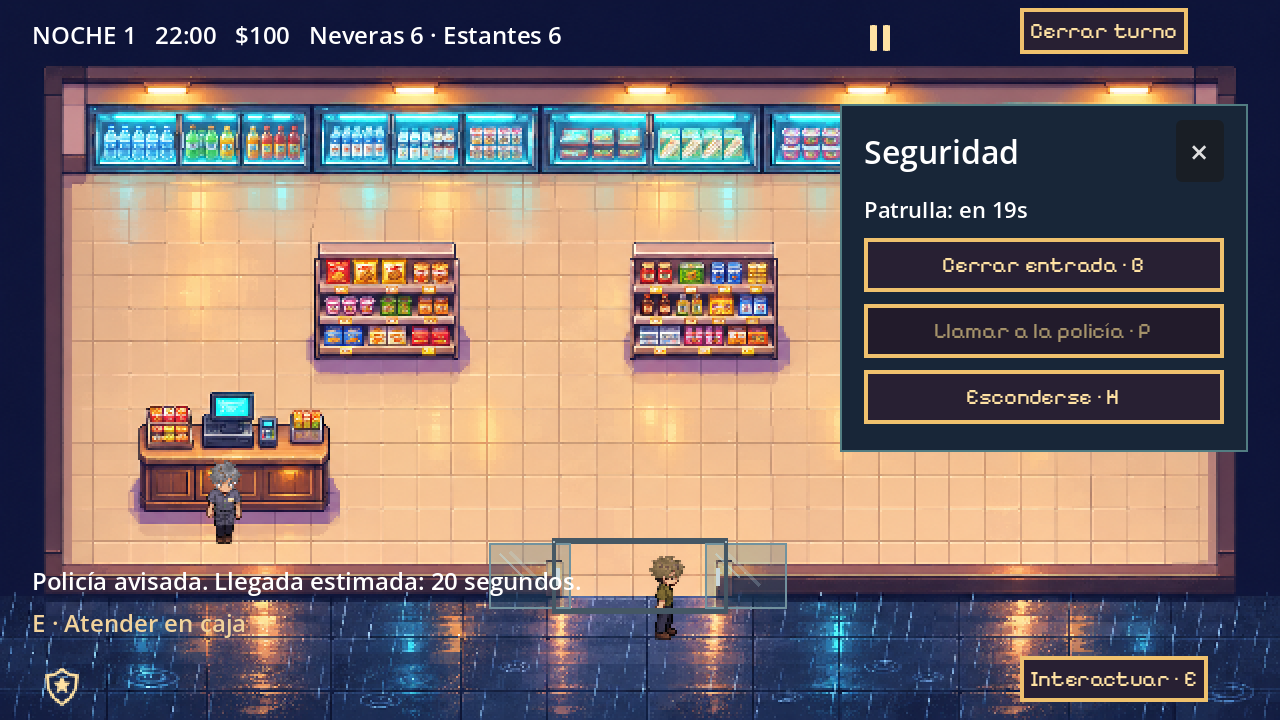 NOCHE 1 22:00 $100 Neveras 6 · Estantes 6
Cerrar turno
Seguridad
×
Patrulla: en 19s
Cerrar entrada · B
Llamar a la policía · P
Esconderse · H
Policía avisada. Llegada estimada: 20 segundos.
E · Atender en caja
Interactuar · E